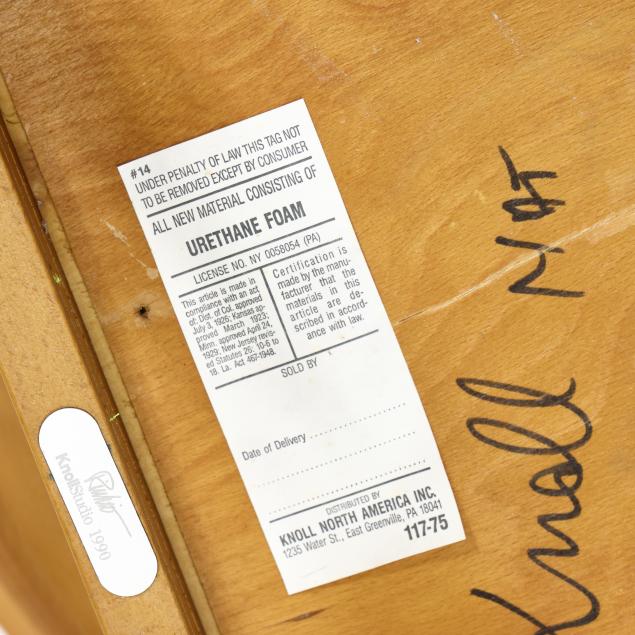 #14
UNDER PENALTY OF LAW THIS TAG NOT
TO BE REMOVED EXCEPT BY CONSUMER
ALL NEW MATERIAL CONSISTING OF
URETHANE FOAM
LICENSE NO. NY 0058054 (PA)
This article is made in
compliance with an act
of Dist. of Col. approved
July 3, 1926; Kansas ap-
proved March 1923;
Minn. approved April 24,
1929; New Jersey revis-
ed Statutes 26: 10-6 to
18. La. Act 467-1948.
Certification is
made by the manu-
facturer that the
materials in this
article are de-
scribed in accord-
ance with law.
SOLD BY
Date of Delivery
DISTRIBUTED BY
KNOLL NORTH AMERICA INC.
1235 Water St., East Greenville, PA 18041
117-75
KnollStudio 1990
Knoll Not